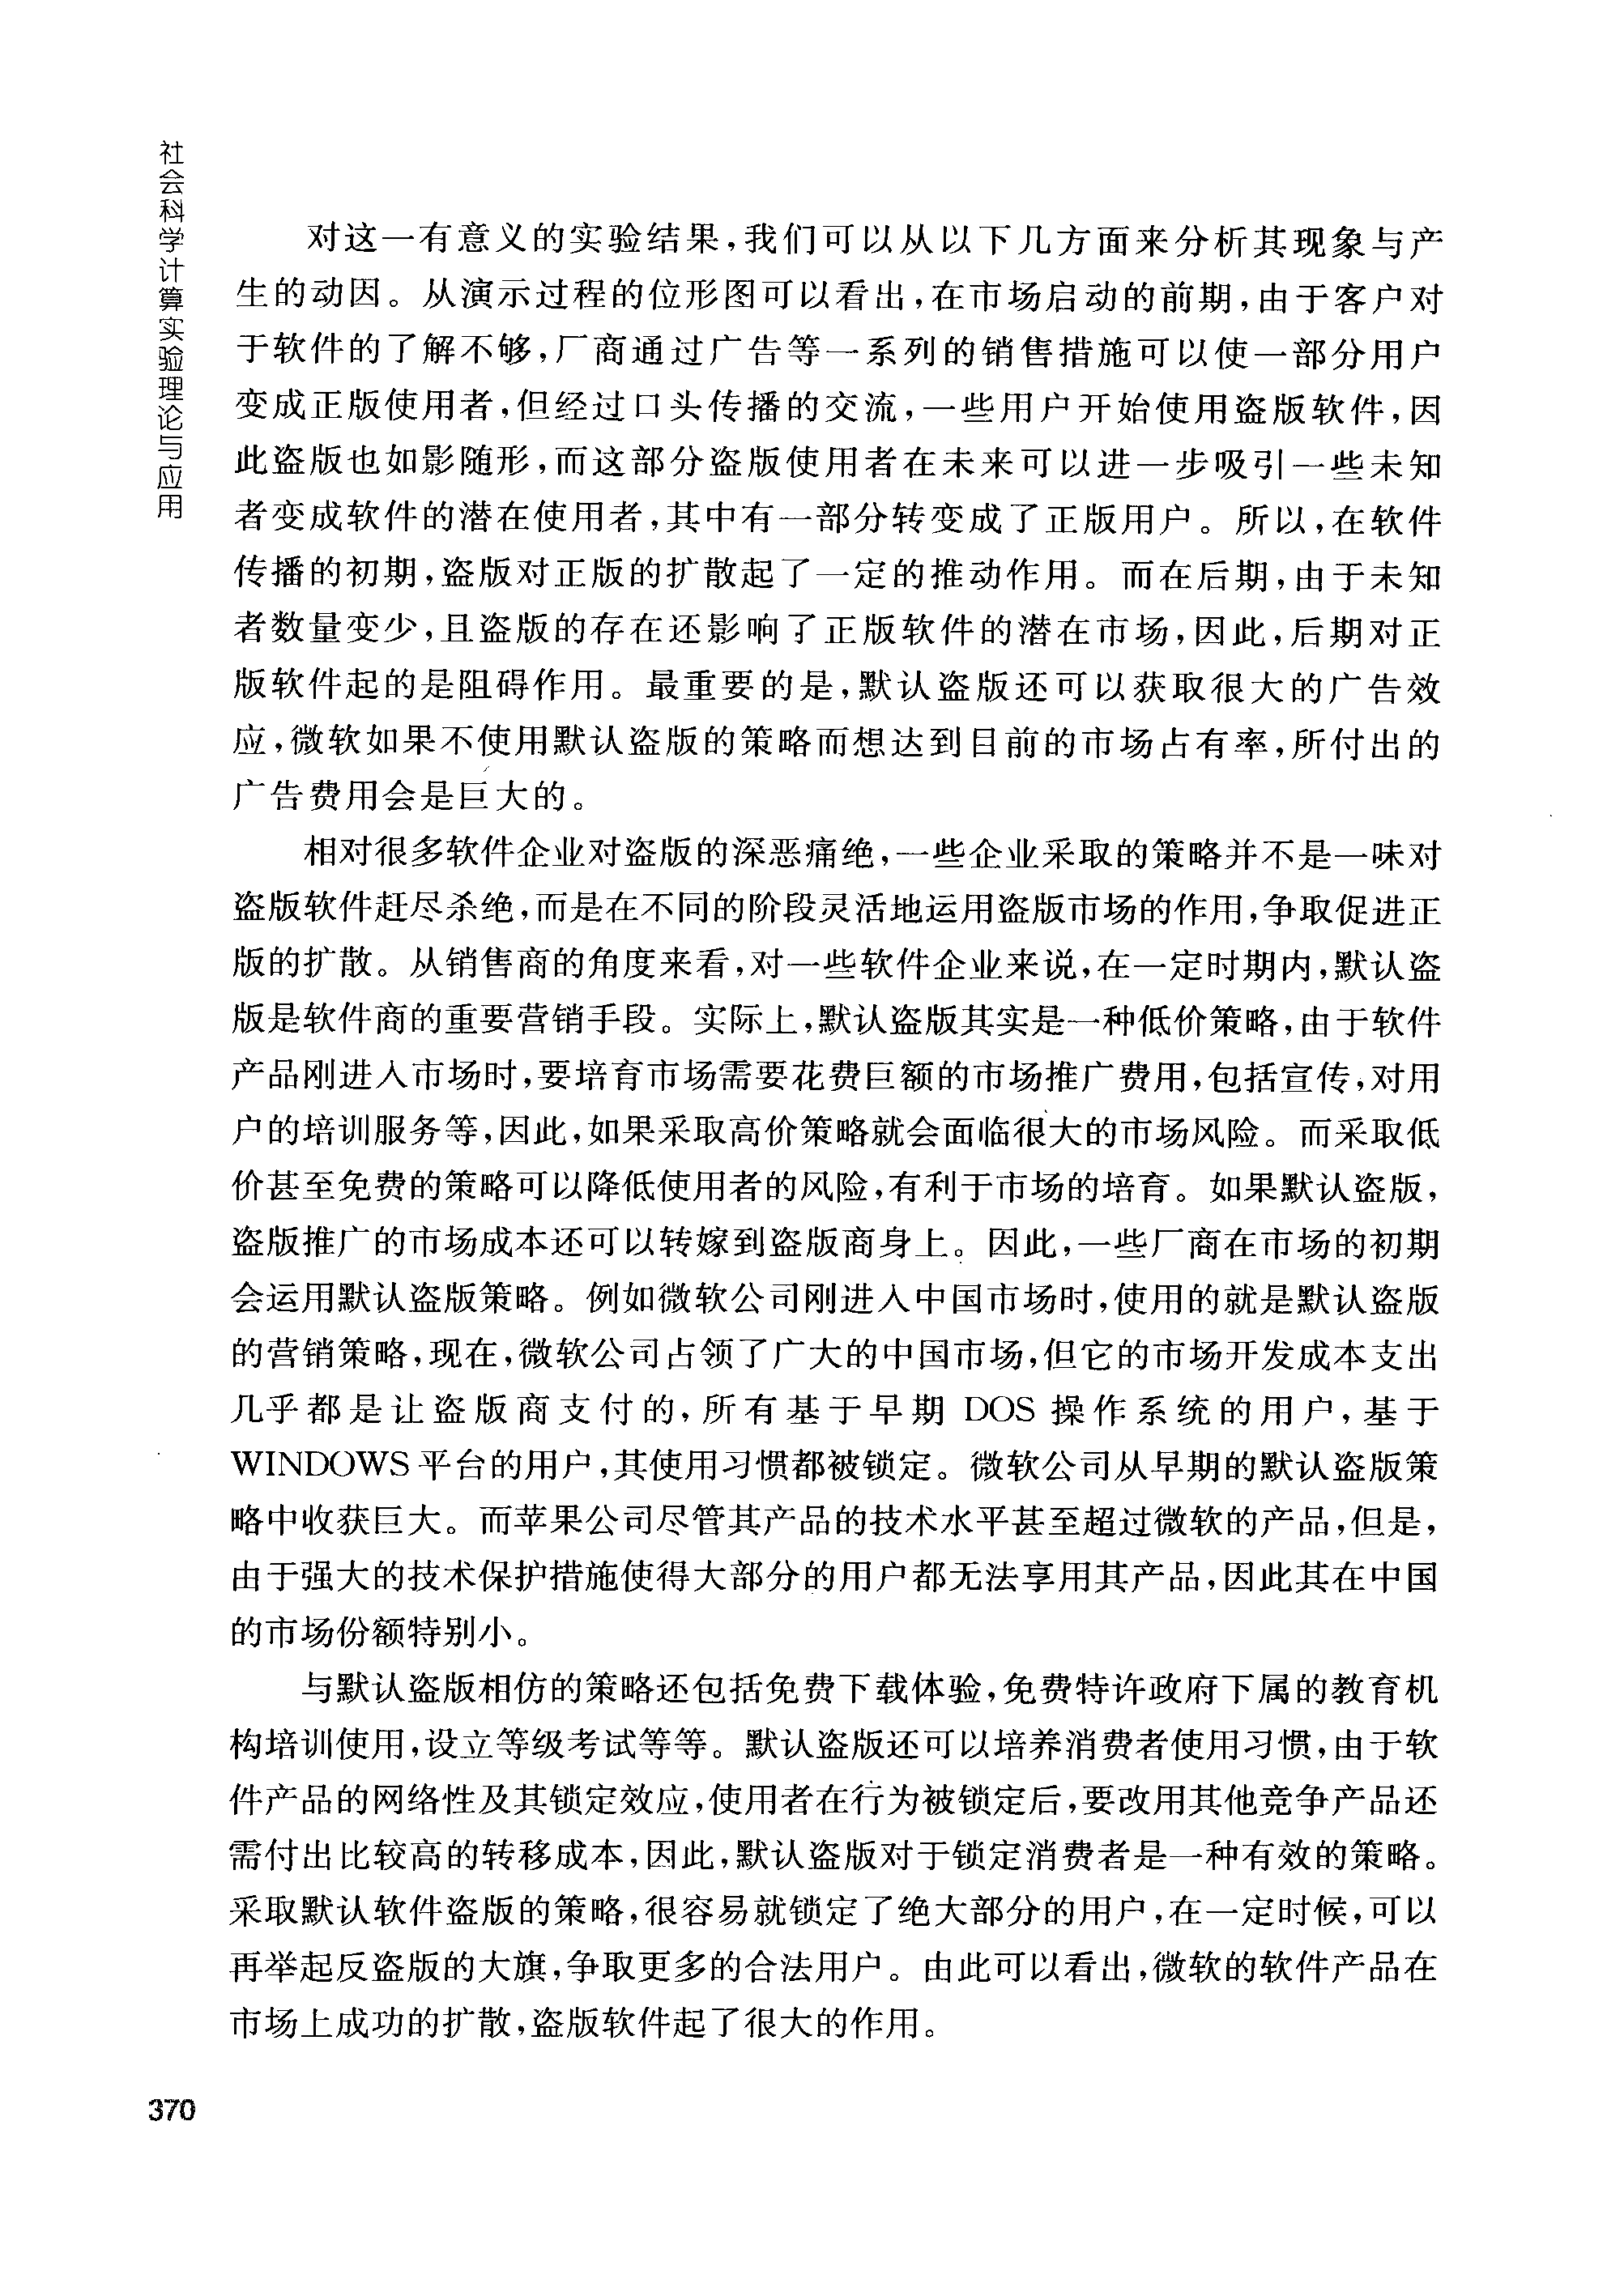 社会科学计算实验理论与应用
对这一有意义的实验结果,我们可以从以下几方面来分析其现象与产
生的动因。从演示过程的位形图可以看出,在市场启动的前期,由于客户对
于软件的了解不够,厂商通过广告等一系列的销售措施可以使一部分用户
变成正版使用者,但经过口头传播的交流,一些用户开始使用盗版软件,因
此盗版也如影随形,而这部分盗版使用者在未来可以进一步吸引一些未知
者变成软件的潜在使用者,其中有一部分转变成了正版用户。所以,在软件
传播的初期,盗版对正版的扩散起了一定的推动作用。而在后期,由于未知
者数量变少,且盗版的存在还影响了正版软件的潜在市场,因此,后期对正
版软件起的是阻碍作用。最重要的是,默认盗版还可以获取很大的广告效
应,微软如果不使用默认盗版的策略而想达到目前的市场占有率,所付出的
广告费用会是巨大的。
相对很多软件企业对盗版的深恶痛绝,一些企业采取的策略并不是一味对
盗版软件赶尽杀绝,而是在不同的阶段灵活地运用盗版市场的作用,争取促进正
版的扩散。从销售商的角度来看,对一些软件企业来说,在一定时期内,默认盗
版是软件商的重要营销手段。实际上,默认盗版其实是一种低价策略,由于软件
产品刚进入市场时,要培育市场需要花费巨额的市场推广费用,包括宣传,对用
户的培训服务等,因此,如果采取高价策略就会面临很大的市场风险。而采取低
价甚至免费的策略可以降低使用者的风险,有利于市场的培育。如果默认盗版,
盗版推广的市场成本还可以转嫁到盗版商身上。因此,一些厂商在市场的初期
会运用默认盗版策略。例如微软公司刚进入中国市场时,使用的就是默认盗版
的营销策略,现在,微软公司占领了广大的中国市场,但它的市场开发成本支出
几乎都是让盗版商支付的,所有基于早期 DOS 操作系统的用户,基于
WINDOWS平台的用户,其使用习惯都被锁定。微软公司从早期的默认盗版策
略中收获巨大。而苹果公司尽管其产品的技术水平甚至超过微软的产品,但是,
由于强大的技术保护措施使得大部分的用户都无法享用其产品,因此其在中国
的市场份额特别小。
与默认盗版相仿的策略还包括免费下载体验,免费特许政府下属的教育机
构培训使用,设立等级考试等等。默认盗版还可以培养消费者使用习惯,由于软
件产品的网络性及其锁定效应,使用者在行为被锁定后,要改用其他竞争产品还
需付出比较高的转移成本,因此,默认盗版对于锁定消费者是一种有效的策略。
采取默认软件盗版的策略,很容易就锁定了绝大部分的用户,在一定时候,可以
再举起反盗版的大旗,争取更多的合法用户。由此可以看出,微软的软件产品在
市场上成功的扩散,盗版软件起了很大的作用。
370